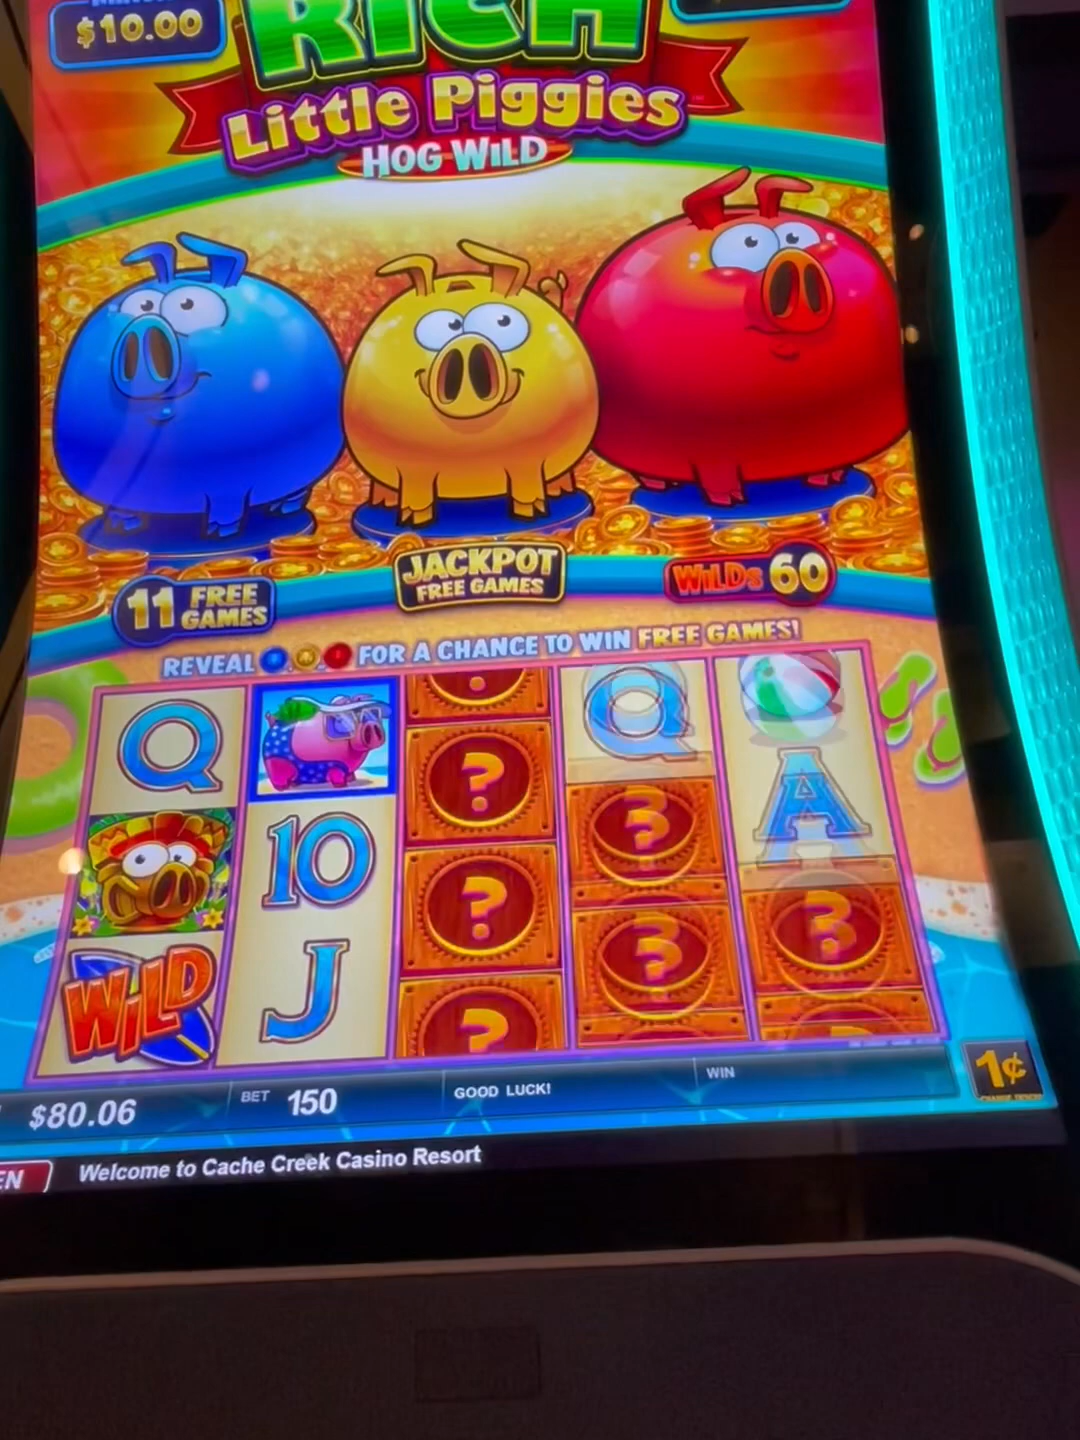 $10.00
RICH
Little Piggies
HOG WILD
11 FREE GAMES
JACKPOT
FREE GAMES
WILDS 60
REVEAL FOR A CHANCE TO WIN FREE GAMES!
Q
Q
?
?
?
?
?
?
A
10
WILD
J
$80.06
BET 150
GOOD LUCK!
WIN
1¢
EN
Welcome to Cache Creek Casino Resort